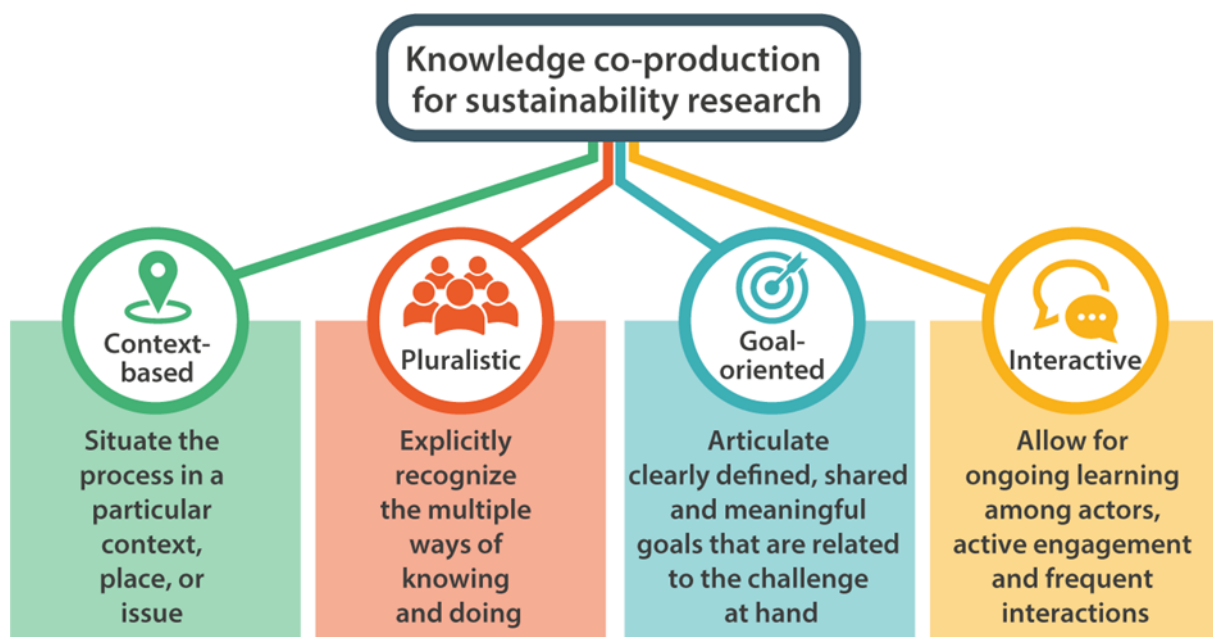 Knowledge co-production
for sustainability research
Context-
based
Situate the
process in a
particular
context,
place, or
issue
Pluralistic
Explicitly
recognize
the multiple
ways of
knowing
and doing
Goal-
oriented
Articulate
clearly defined, shared
and meaningful
goals that are related
to the challenge
at hand
Interactive
Allow for
ongoing learning
among actors,
active engagement
and frequent
interactions